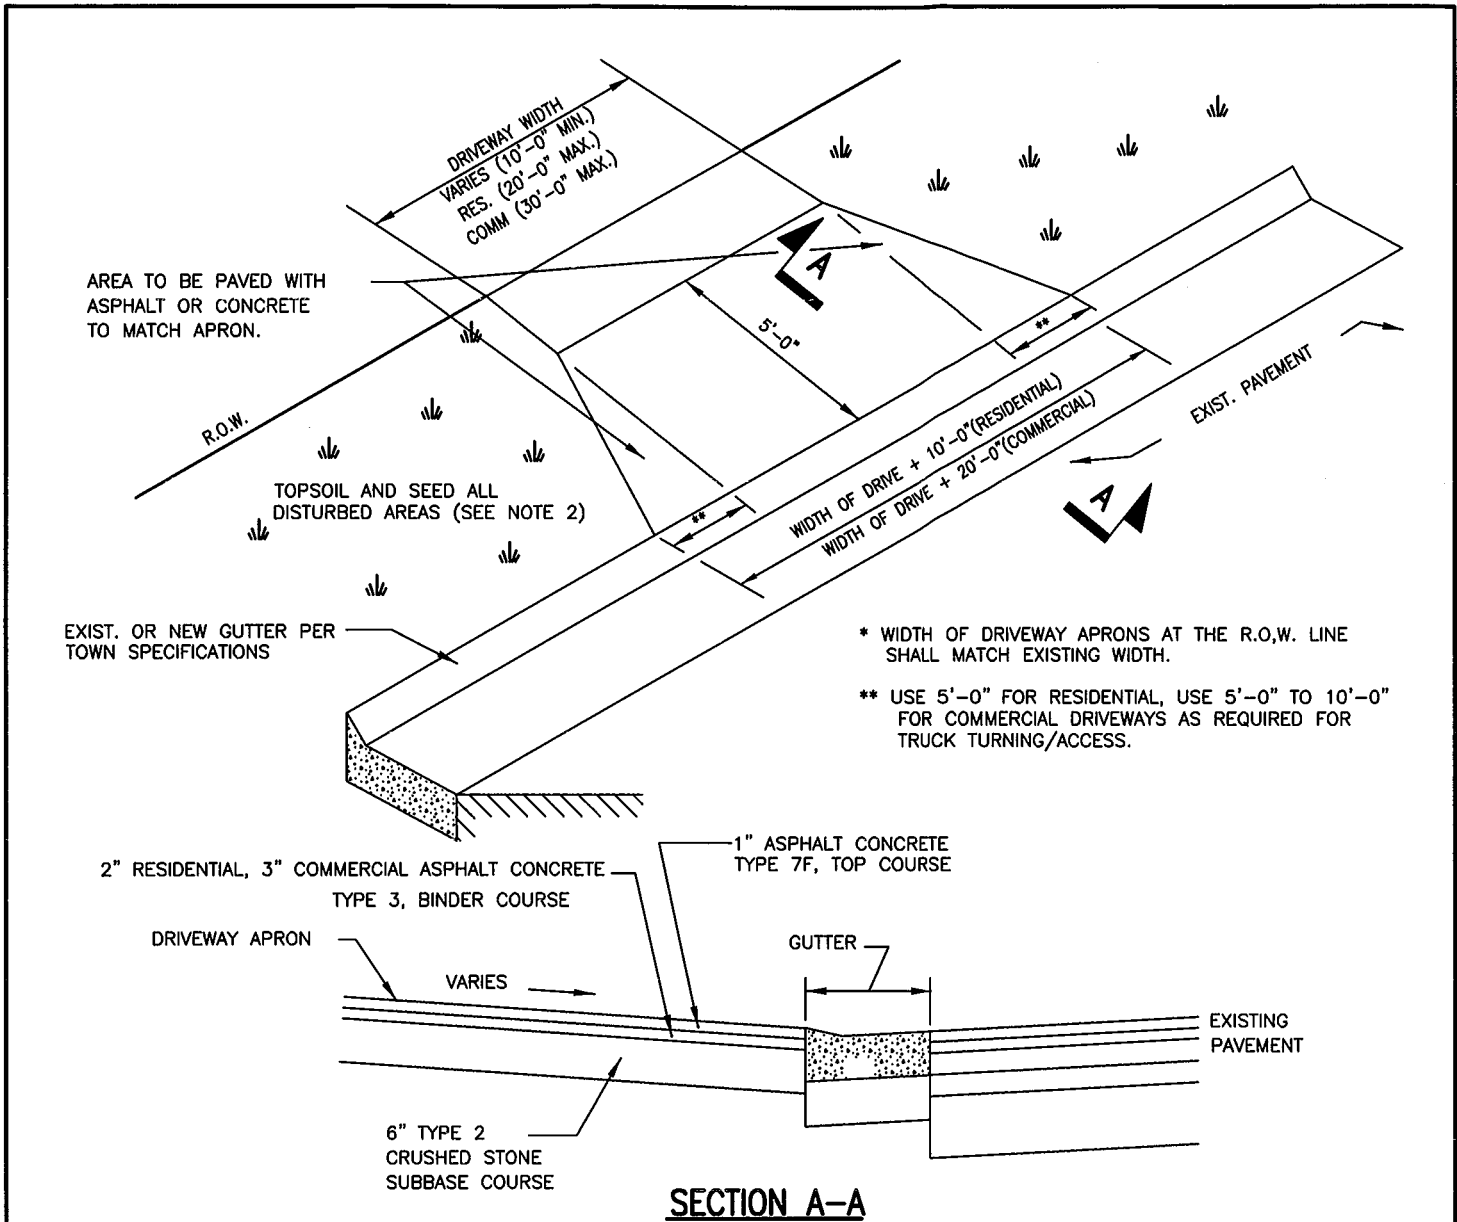 DRIVEWAY WIDTH
VARIES (10'-0" MIN.)
RES. (20'-0" MAX.)
COMM (30'-0" MAX.)
AREA TO BE PAVED WITH
ASPHALT OR CONCRETE
TO MATCH APRON.
A
5'-0"
**
R.O.W.
EXIST. PAVEMENT
TOPSOIL AND SEED ALL
DISTURBED AREAS (SEE NOTE 2)
**
WIDTH OF DRIVE + 10'-0"(RESIDENTIAL)
WIDTH OF DRIVE + 20'-0"(COMMERCIAL)
A
EXIST. OR NEW GUTTER PER
TOWN SPECIFICATIONS
* WIDTH OF DRIVEWAY APRONS AT THE R.O,W. LINE
SHALL MATCH EXISTING WIDTH.
** USE 5'-0" FOR RESIDENTIAL, USE 5'-0" TO 10'-0"
FOR COMMERCIAL DRIVEWAYS AS REQUIRED FOR
TRUCK TURNING/ACCESS.
1" ASPHALT CONCRETE
TYPE 7F, TOP COURSE
2" RESIDENTIAL, 3" COMMERCIAL ASPHALT CONCRETE
TYPE 3, BINDER COURSE
DRIVEWAY APRON
GUTTER
VARIES
EXISTING
PAVEMENT
6" TYPE 2
CRUSHED STONE
SUBBASE COURSE
SECTION A-A